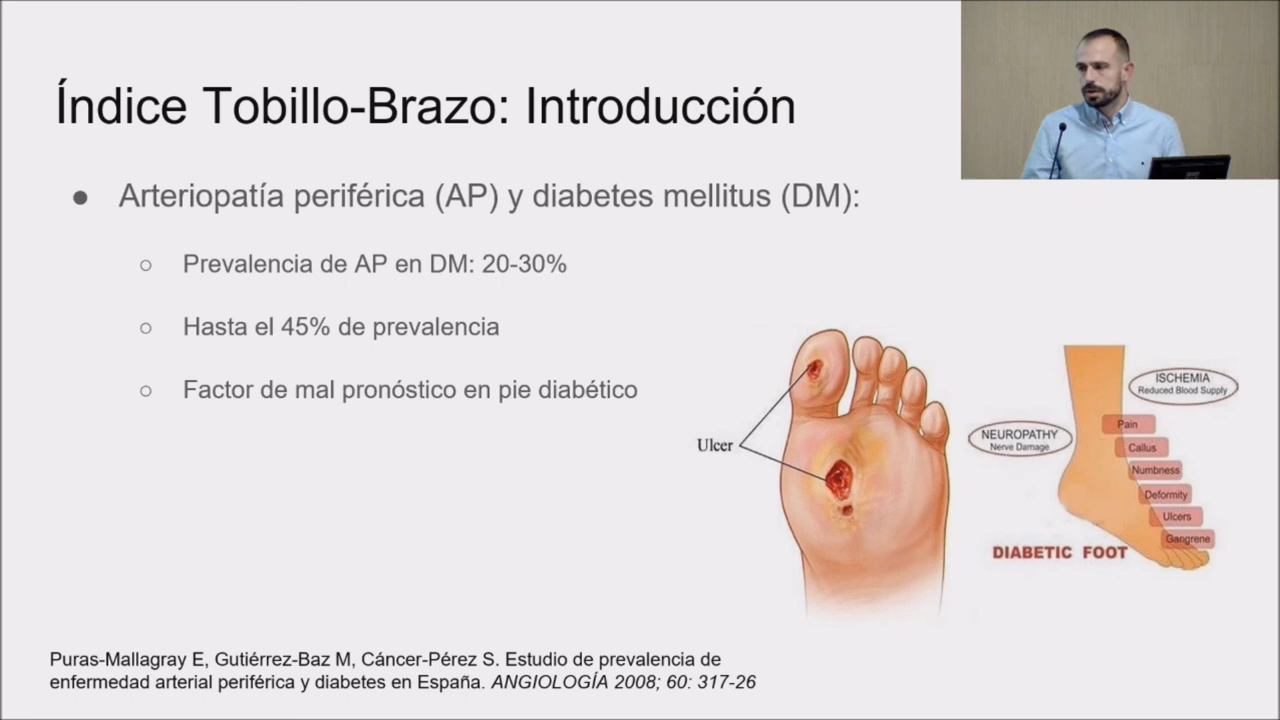 Índice Tobillo-Brazo: Introducción
● Arteriopatía periférica (AP) y diabetes mellitus (DM):
○ Prevalencia de AP en DM: 20-30%
○ Hasta el 45% de prevalencia
○ Factor de mal pronóstico en pie diabético
Ulcer
NEUROPATHY
Nerve Damage
ISCHEMIA
Reduced Blood Supply
Pain
Callus
Numbness
Deformity
Ulcers
Gangrene
DIABETIC FOOT
Puras-Mallagray E, Gutiérrez-Baz M, Cáncer-Pérez S. Estudio de prevalencia de
enfermedad arterial periférica y diabetes en España. ANGIOLOGÍA 2008; 60: 317-26